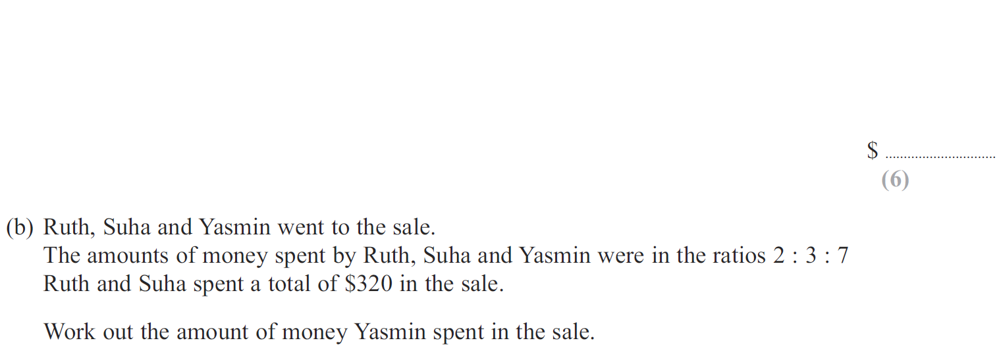 $ ..............................
(6)
(b) Ruth, Suha and Yasmin went to the sale.
The amounts of money spent by Ruth, Suha and Yasmin were in the ratios 2 : 3 : 7
Ruth and Suha spent a total of $320 in the sale.
Work out the amount of money Yasmin spent in the sale.